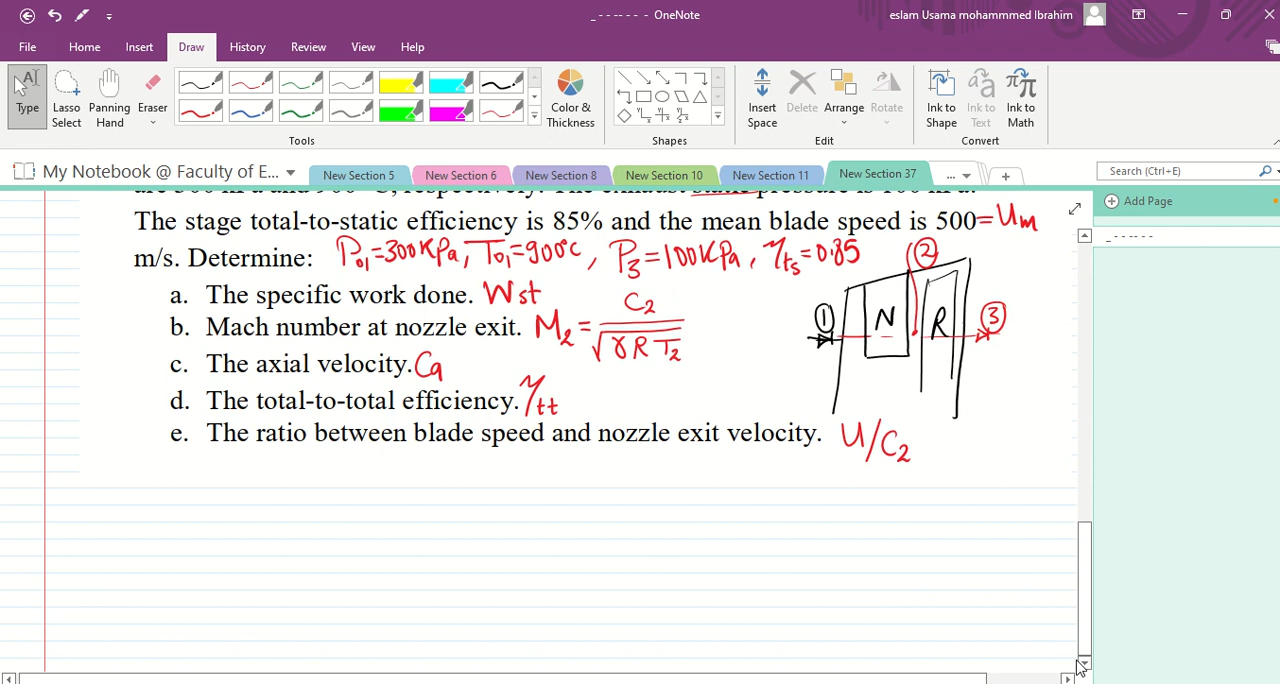 _ - - - - - - OneNote
eslam Usama mohammmed Ibrahim
File Home Insert Draw History Review View Help
Type
Lasso Select
Panning Hand
Eraser
Tools
Color & Thickness
Shapes
Insert Space
Delete
Arrange
Rotate
Edit
Ink to Shape
Ink to Text
Ink to Math
Convert
My Notebook @ Faculty of E...
New Section 5
New Section 6
New Section 8
New Section 10
New Section 11
New Section 37
...
Search (Ctrl+E)
Add Page
_ - - - - - -
The stage total-to-static efficiency is 85% and the mean blade speed is 500 = Um
m/s. Determine: P01=300KPa, T01=900°C, P3=100KPa, ηts=0.85
a. The specific work done. Wst
b. Mach number at nozzle exit. M2 = C2 / √γRT2
c. The axial velocity. Ca
d. The total-to-total efficiency. ηtt
e. The ratio between blade speed and nozzle exit velocity. U/C2
① N ② R ③